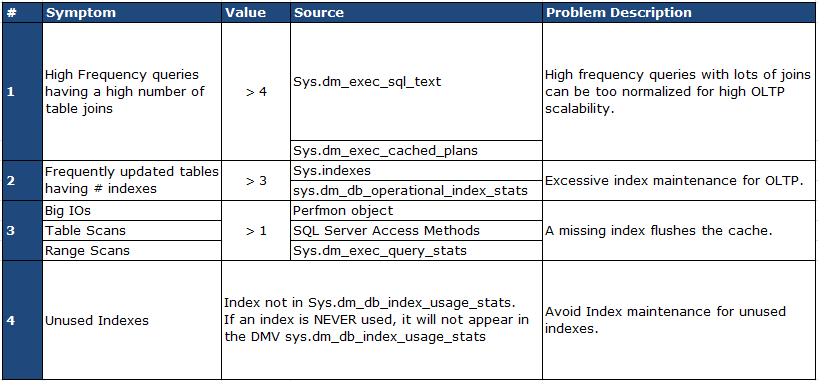 # Symptom Value Source Problem Description
1
High Frequency queries
having a high number of
table joins
> 4
Sys.dm_exec_sql_text
Sys.dm_exec_cached_plans
High frequency queries with lots of joins
can be too normalized for high OLTP
scalability.
2
Frequently updated tables
having # indexes
> 3
Sys.indexes
sys.dm_db_operational_index_stats
Excessive index maintenance for OLTP.
3
Big IOs
Table Scans
Range Scans
> 1
Perfmon object
SQL Server Access Methods
Sys.dm_exec_query_stats
A missing index flushes the cache.
4
Unused Indexes
Index not in Sys.dm_db_index_usage_stats.
If an index is NEVER used, it will not appear in
the DMV sys.dm_db_index_usage_stats
Avoid Index maintenance for unused
indexes.